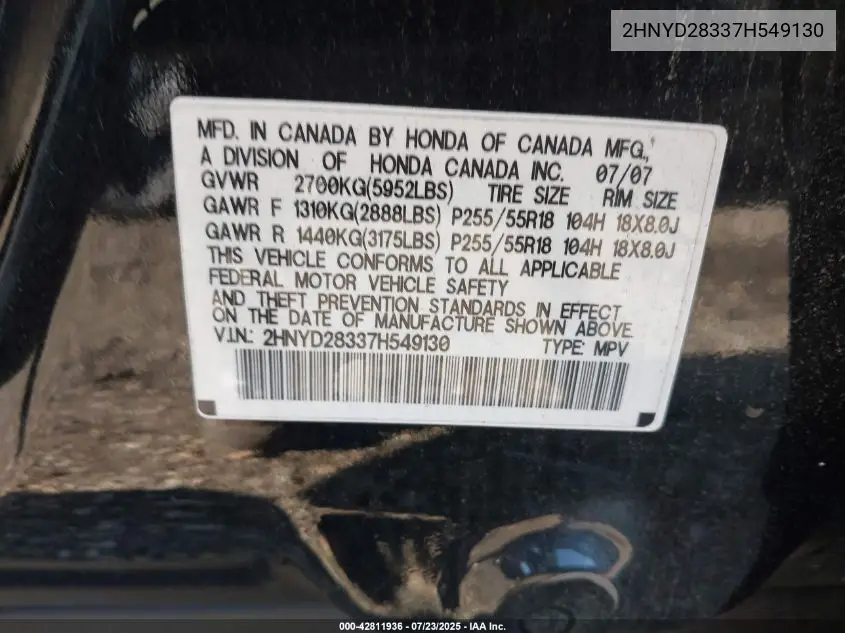 2HNYD28337H549130
MFD. IN CANADA BY HONDA OF CANADA MFG.,
A DIVISION OF HONDA CANADA INC. 07/07
GVWR 2700KG(5952LBS) TIRE SIZE RIM SIZE
GAWR F 1310KG(2888LBS) P255/55R18 104H 18X8.0J
GAWR R 1440KG(3175LBS) P255/55R18 104H 18X8.0J
THIS VEHICLE CONFORMS TO ALL APPLICABLE
FEDERAL MOTOR VEHICLE SAFETY
AND THEFT PREVENTION STANDARDS IN EFFECT
ON THE DATE OF MANUFACTURE SHOWN ABOVE.
V.I.N.: 2HNYD28337H549130 TYPE: MPV
000-42811936 - 07/23/2025 - IAA Inc.